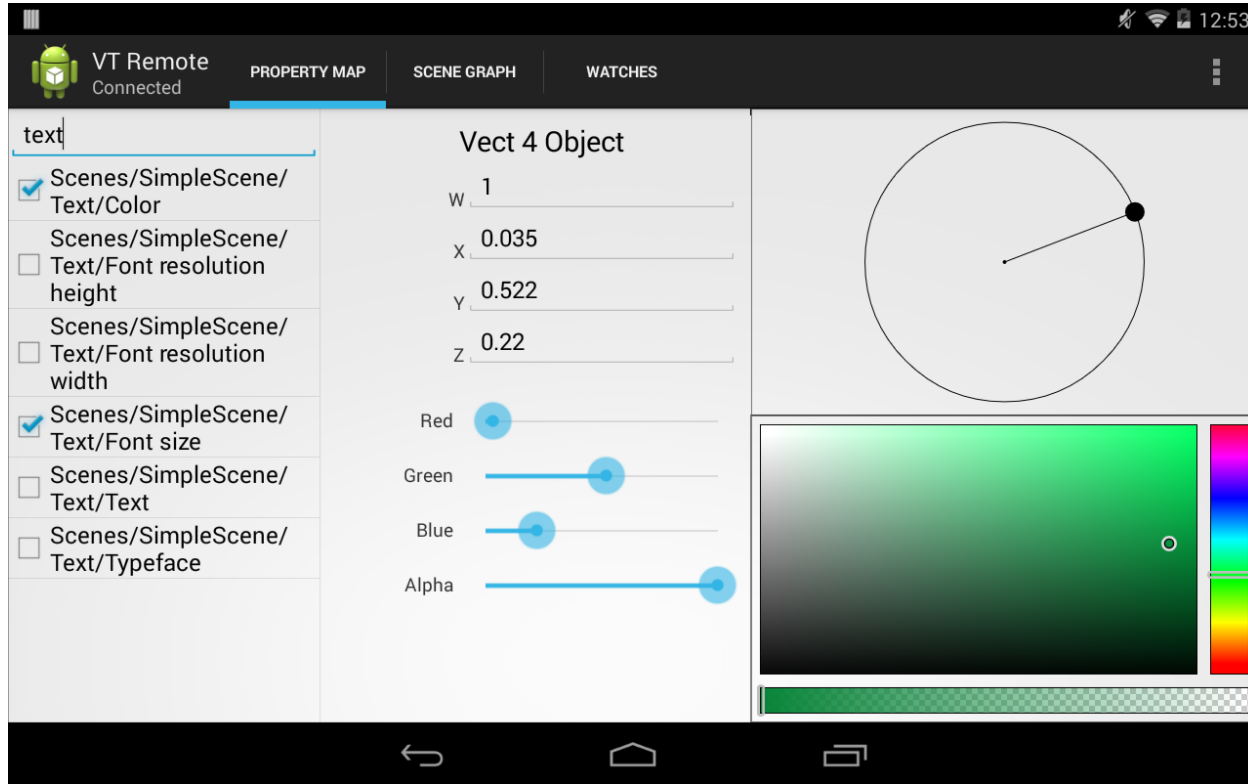 12:53
VT Remote
Connected
PROPERTY MAP
SCENE GRAPH
WATCHES
text
Scenes/SimpleScene/
Text/Color
Scenes/SimpleScene/
Text/Font resolution
height
Scenes/SimpleScene/
Text/Font resolution
width
Scenes/SimpleScene/
Text/Font size
Scenes/SimpleScene/
Text/Text
Scenes/SimpleScene/
Text/Typeface
Vect 4 Object
W 1
X 0.035
Y 0.522
Z 0.22
Red
Green
Blue
Alpha